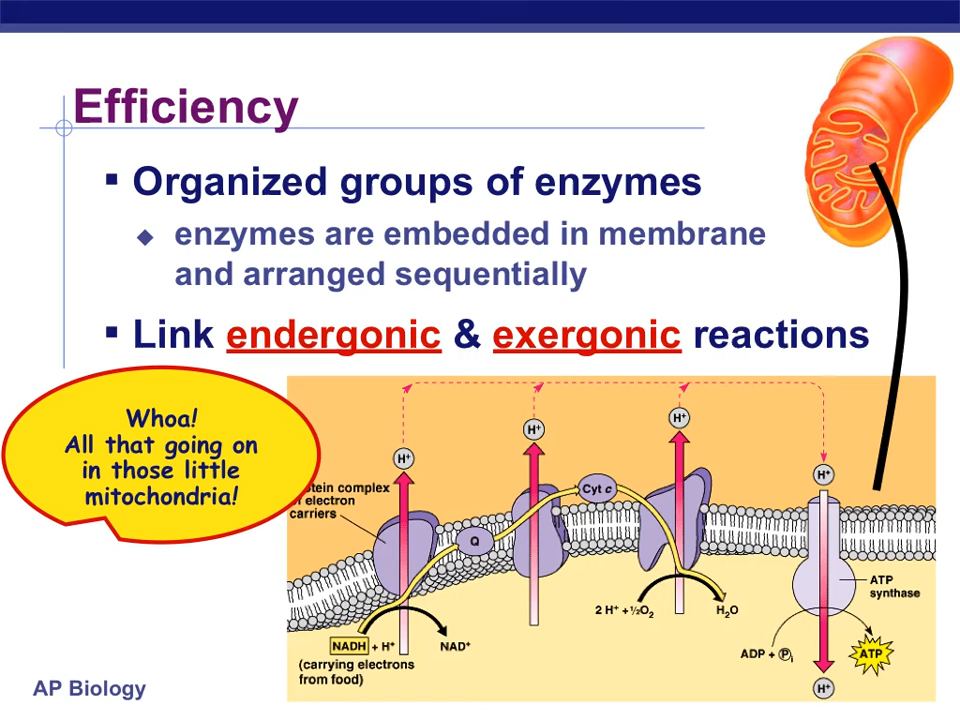 Efficiency
▪ Organized groups of enzymes
◆ enzymes are embedded in membrane
and arranged sequentially
▪ Link endergonic & exergonic reactions
Whoa!
All that going on
in those little
mitochondria!
H⁺
H⁺
H⁺
H⁺
complex
electron
carriers
Q
Cyt c
2 H⁺ + ½O₂
H₂O
ATP
synthase
NADH + H⁺
NAD⁺
(carrying electrons
from food)
ADP + Pᵢ
ATP
H⁺
AP Biology